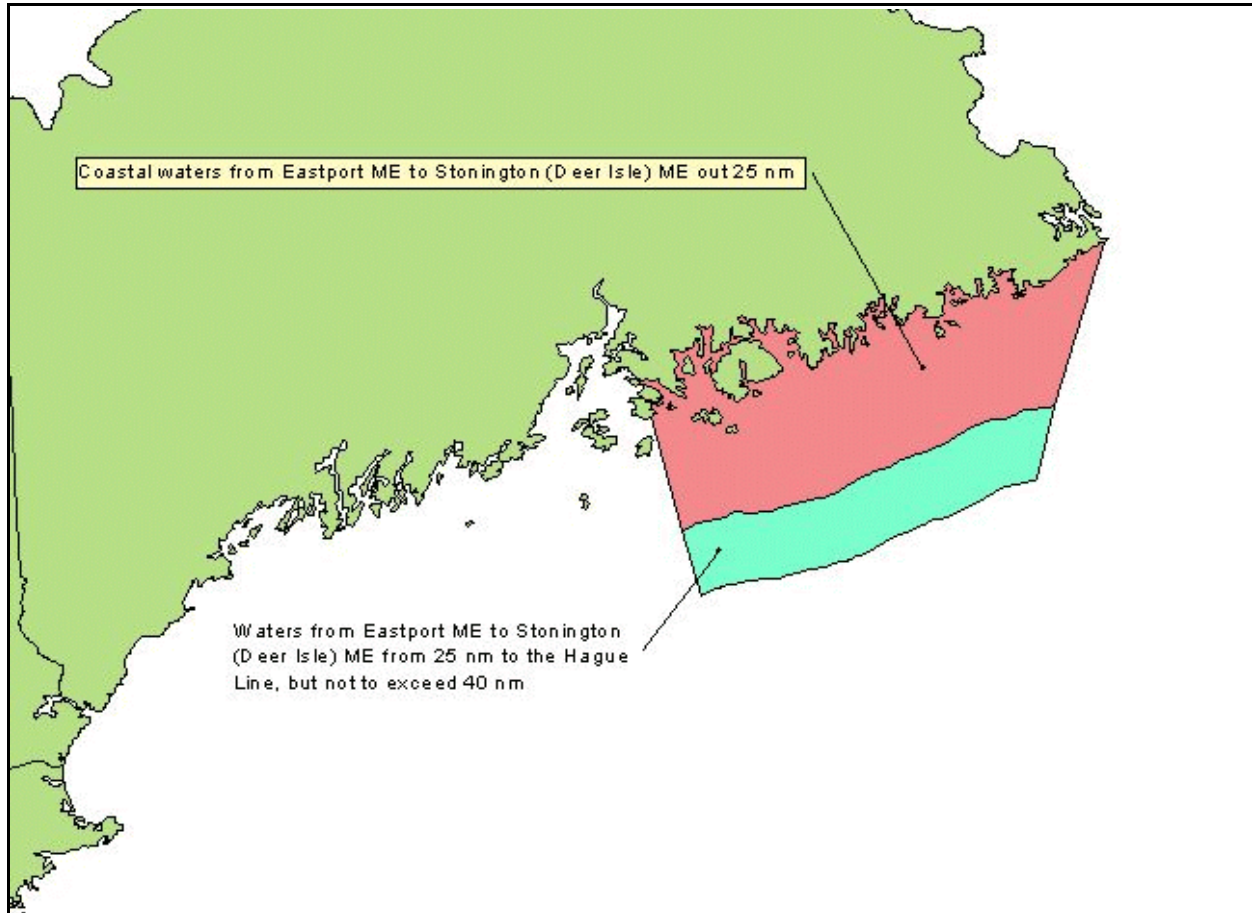 Coastal waters from Eastport ME to Stonington (Deer Isle) ME out 25 nm
Waters from Eastport ME to Stonington
(Deer Isle) ME from 25 nm to the Hague
Line, but not to exceed 40 nm